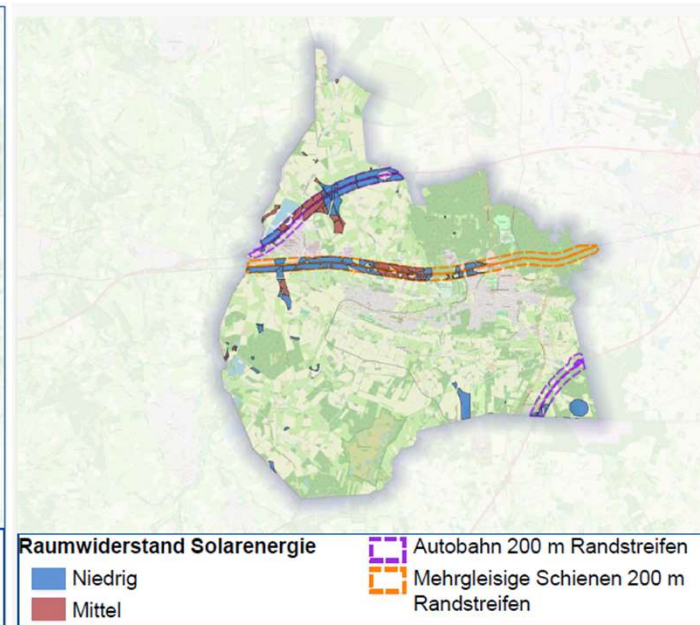 Raumwiderstand Solarenergie
Niedrig
Mittel
Autobahn 200 m Randstreifen
Mehrgleisige Schienen 200 m
Randstreifen